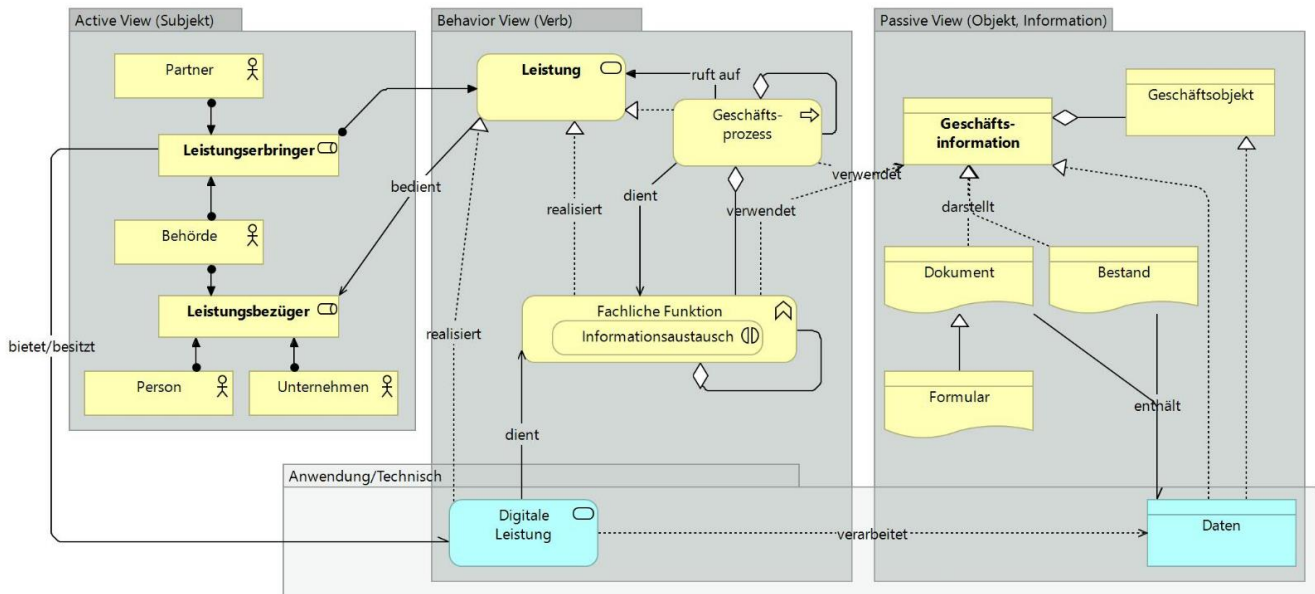 Active View (Subjekt)
Partner
Leistungserbringer
Behörde
Leistungsbezüger
bietet/besitzt
Person
Unternehmen
Behavior View (Verb)
Leistung
ruft auf
Geschäfts-
prozess
bedient
dient
realisiert
verwendet
verwendet
Fachliche Funktion
Informationsaustausch
realisiert
dient
Passive View (Objekt, Information)
Geschäftsobjekt
Geschäfts-
information
darstellt
Dokument
Bestand
Formular
enthält
Anwendung/Technisch
Digitale
Leistung
verarbeitet
Daten